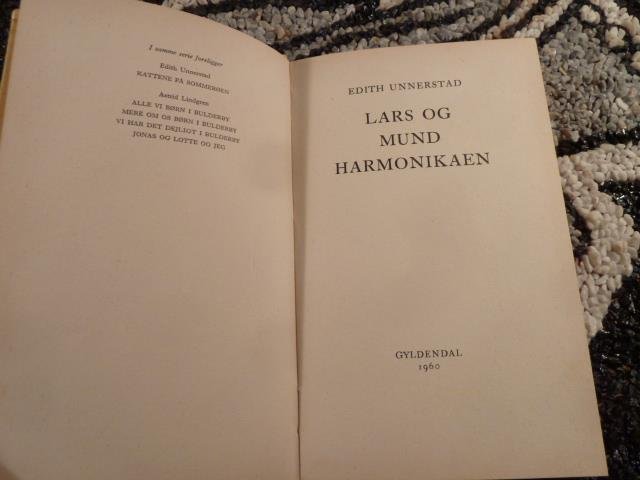 I samme serie foreligger
Edith Unnerstad
KATTENE PÅ SOMMERØEN
Astrid Lindgren
ALLE VI BØRN I BULDERBY
MERE OM OS BØRN I BULDERBY
VI HAR DET DEJLIGT I BULDERBY
JONAS OG LOTTE OG JEG
EDITH UNNERSTAD
LARS OG
MUND
HARMONIKAEN
GYLDENDAL
1960